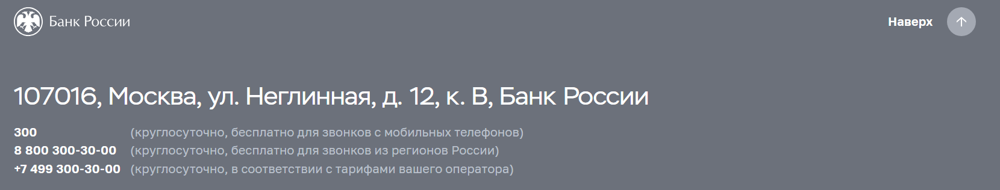 Банк России
Наверх
107016, Москва, ул. Неглинная, д. 12, к. В, Банк России
300 (круглосуточно, бесплатно для звонков с мобильных телефонов)
8 800 300-30-00 (круглосуточно, бесплатно для звонков из регионов России)
+7 499 300-30-00 (круглосуточно, в соответствии с тарифами вашего оператора)